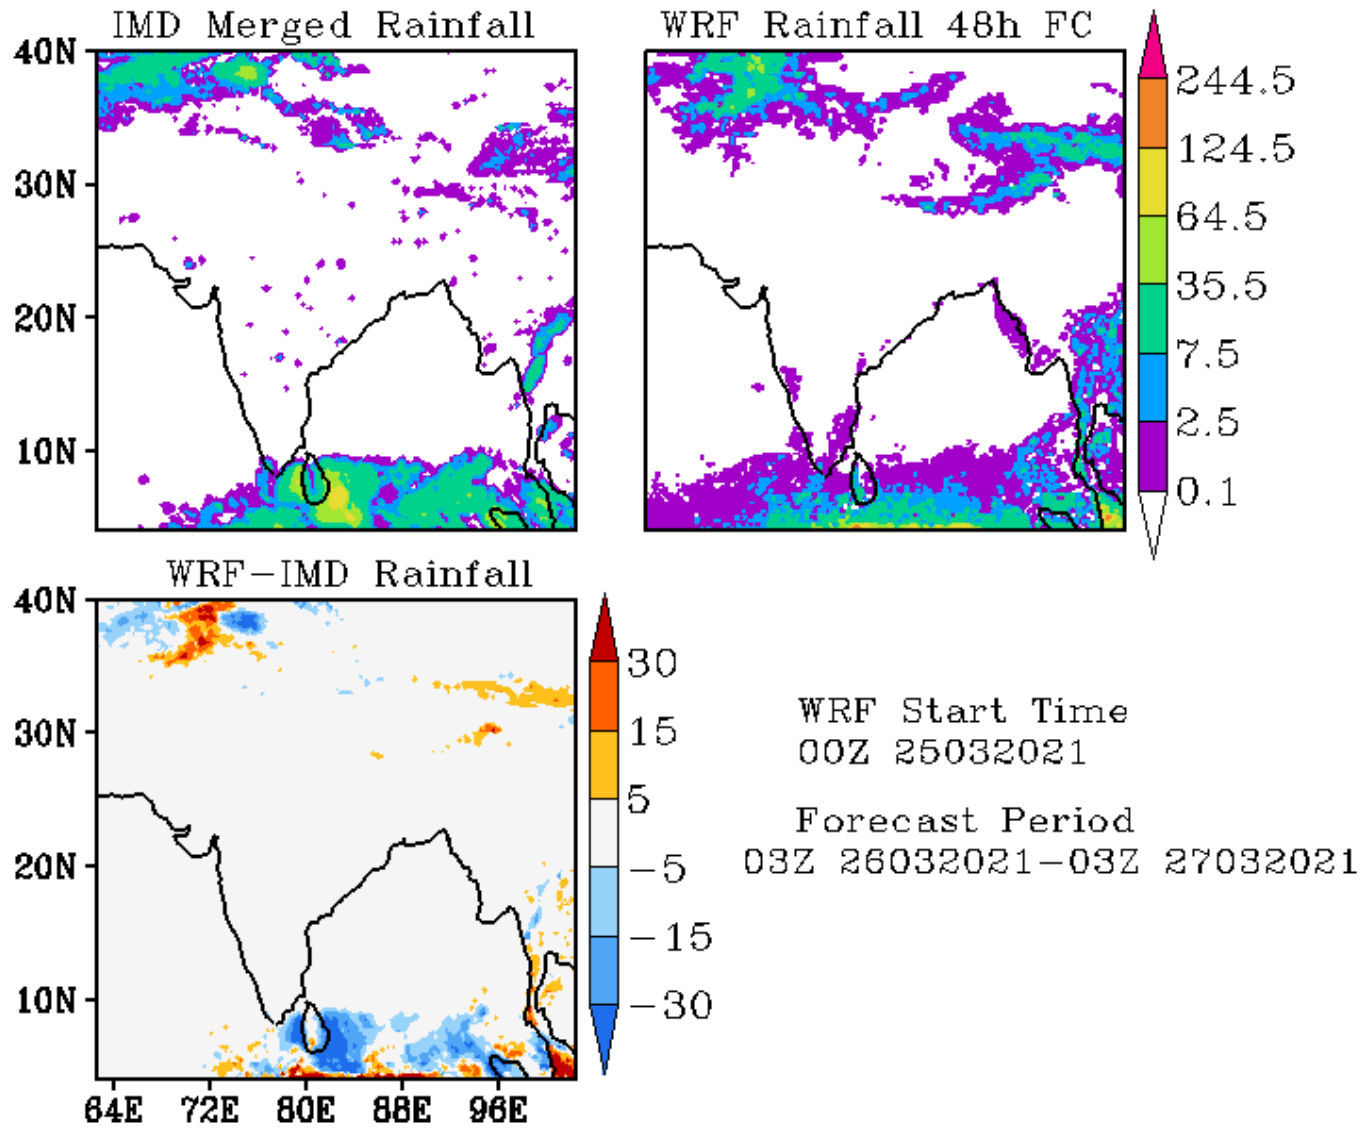 IMD Merged Rainfall
WRF Rainfall 48h FC
40N
30N
20N
10N
244.5
124.5
64.5
35.5
7.5
2.5
0.1
WRF-IMD Rainfall
40N
30N
20N
10N
64E 72E 80E 88E 96E
30
15
5
-5
-15
-30
WRF Start Time
00Z 25032021
Forecast Period
03Z 26032021-03Z 27032021